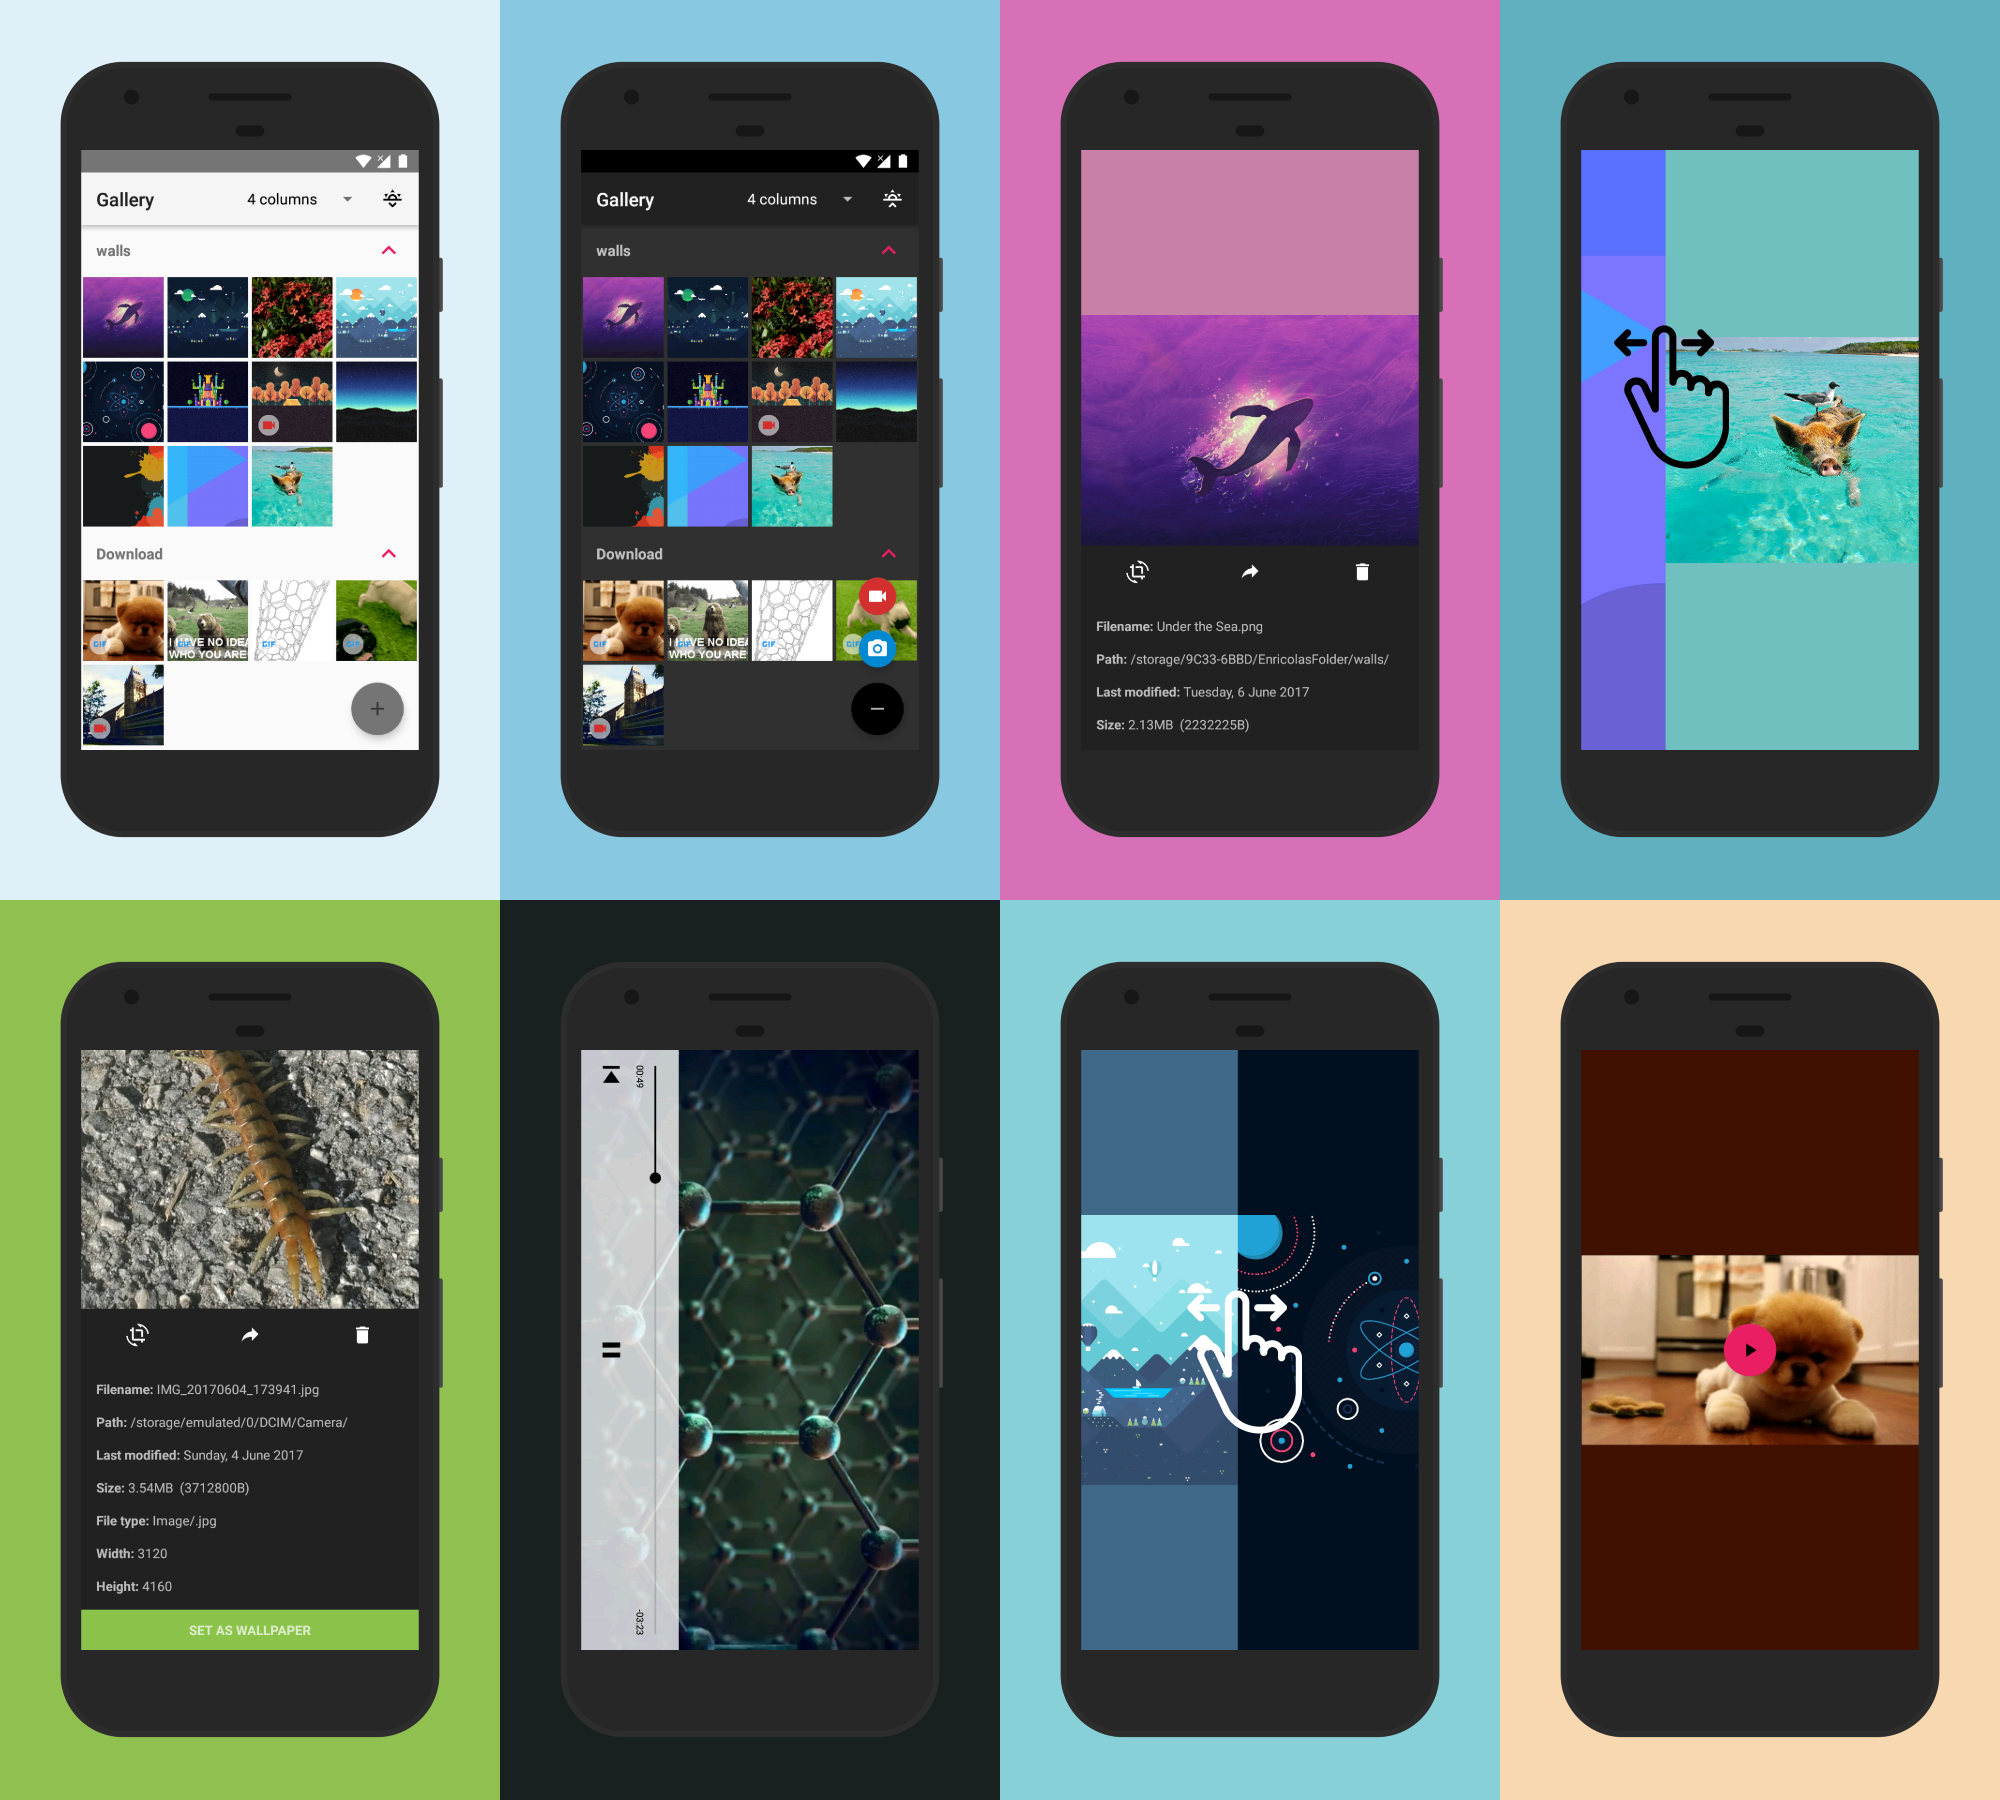 Gallery 4 columns
walls
Download
GIF
I HAVE NO IDEA
WHO YOU ARE
GIF
GIF
GIF
Gallery 4 columns
walls
Download
GIF
I HAVE NO IDEA
WHO YOU ARE
GIF
GIF
GIF
Filename: Under the Sea.png
Path: /storage/9C33-6BBD/EnricolasFolder/walls/
Last modified: Tuesday, 6 June 2017
Size: 2.13MB (2232225B)
Filename: IMG_20170604_173941.jpg
Path: /storage/emulated/0/DCIM/Camera/
Last modified: Sunday, 4 June 2017
Size: 3.54MB (3712800B)
File type: Image/.jpg
Width: 3120
Height: 4160
SET AS WALLPAPER
00:49
-03:23